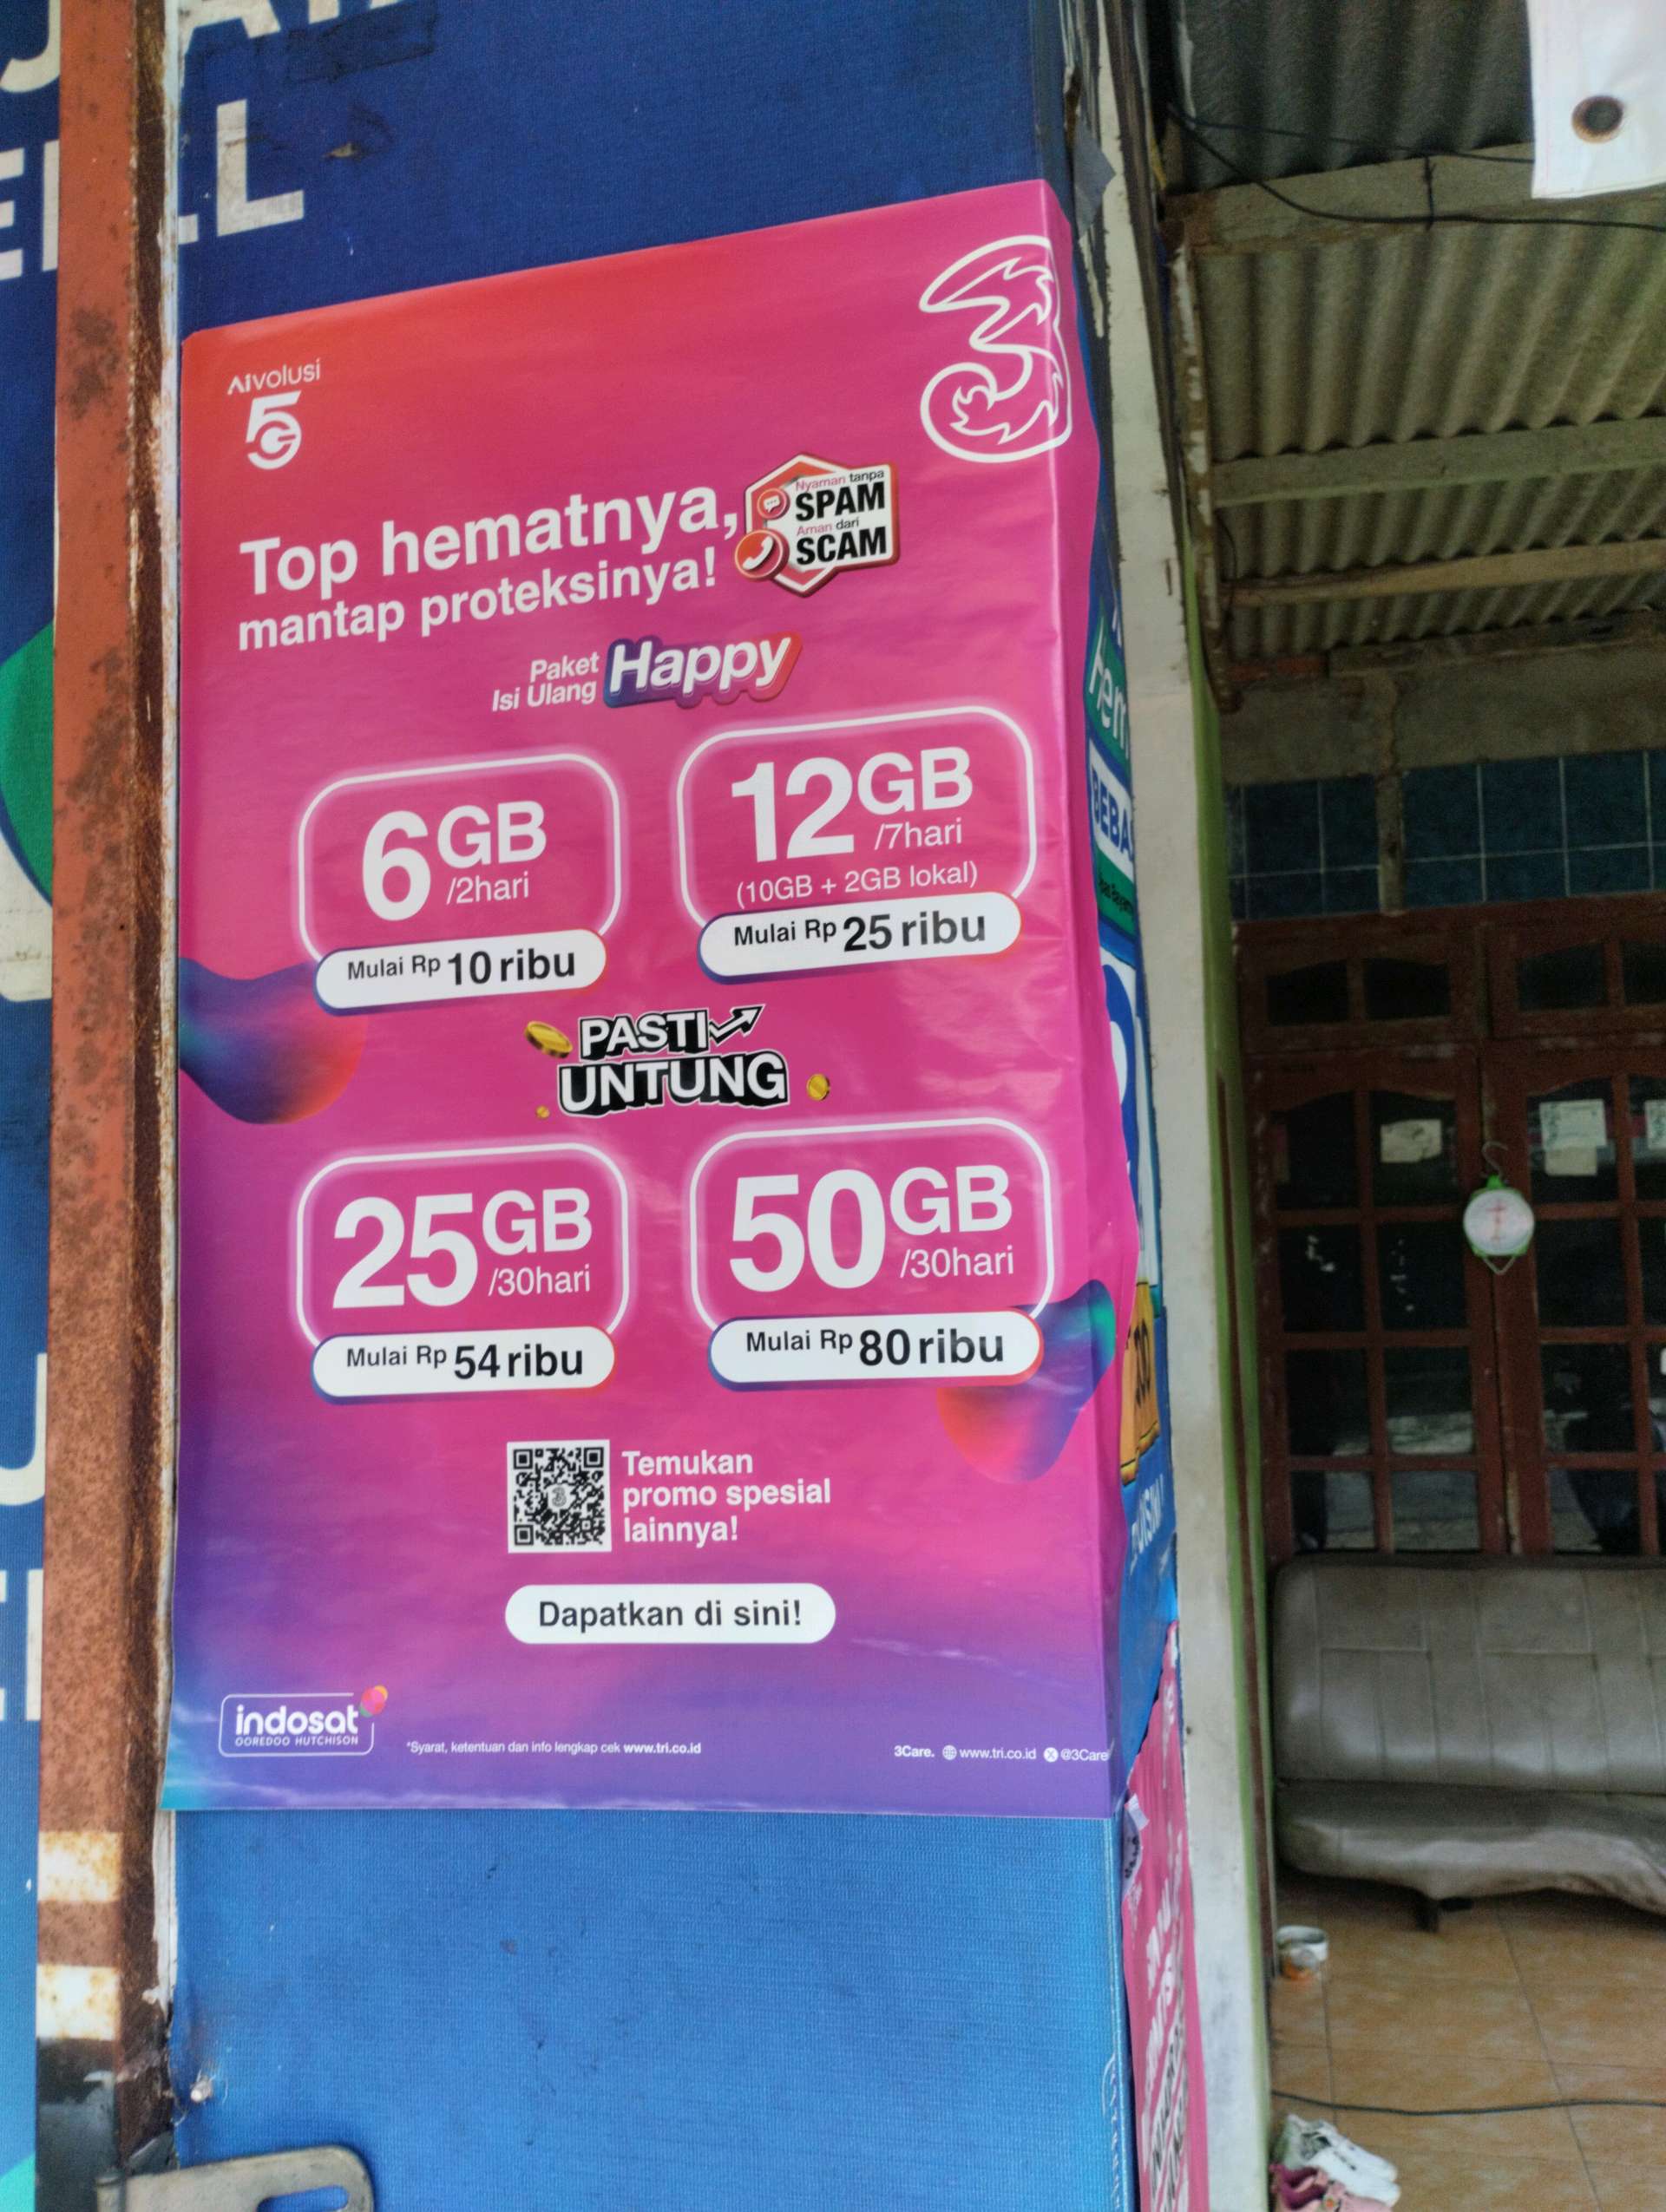 LL
AIvolusi
5G
3
Top hematnya,
mantap proteksinya!
Nyaman tanpa
SPAM
Aman dari
SCAM
Paket
Isi Ulang
Happy
6GB
/2hari
Mulai Rp 10 ribu
12GB
/7hari
(10GB + 2GB lokal)
Mulai Rp 25 ribu
PASTI
UNTUNG
25GB
/30hari
Mulai Rp 54 ribu
50GB
/30hari
Mulai Rp 80 ribu
Temukan
promo spesial
lainnya!
Dapatkan di sini!
indosat
OOREDOO HUTCHISON
*Syarat, ketentuan dan info lengkap cek www.tri.co.id
3Care. www.tri.co.id @3Care